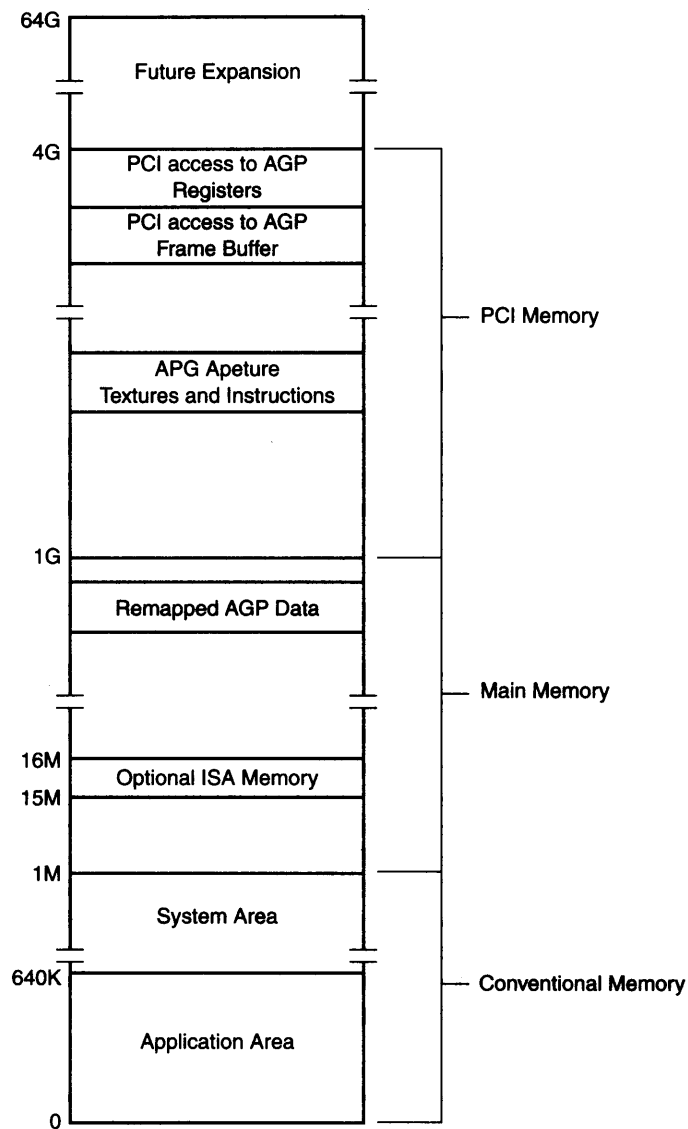 64G
Future Expansion
4G
PCI access to AGP
Registers
PCI access to AGP
Frame Buffer
PCI Memory
APG Apeture
Textures and Instructions
1G
Remapped AGP Data
Main Memory
16M
Optional ISA Memory
15M
1M
System Area
640K
Conventional Memory
Application Area
0